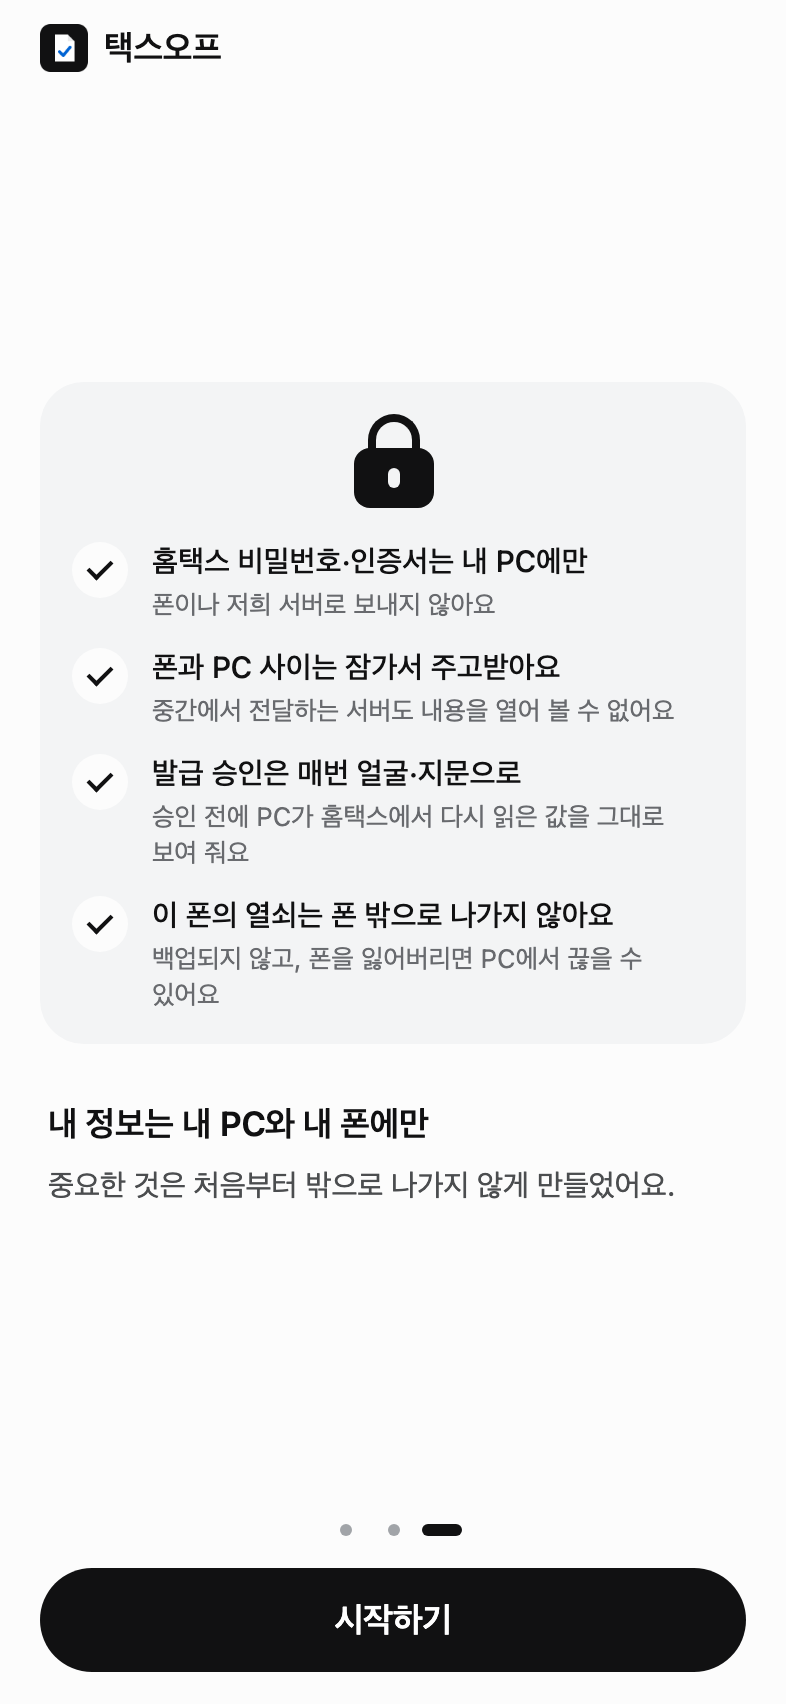 택스오프
홈택스 비밀번호·인증서는 내 PC에만
폰이나 저희 서버로 보내지 않아요
폰과 PC 사이는 잠가서 주고받아요
중간에서 전달하는 서버도 내용을 열어 볼 수 없어요
발급 승인은 매번 얼굴·지문으로
승인 전에 PC가 홈택스에서 다시 읽은 값을 그대로
보여 줘요
이 폰의 열쇠는 폰 밖으로 나가지 않아요
백업되지 않고, 폰을 잃어버리면 PC에서 끊을 수
있어요
내 정보는 내 PC와 내 폰에만
중요한 것은 처음부터 밖으로 나가지 않게 만들었어요.
시작하기